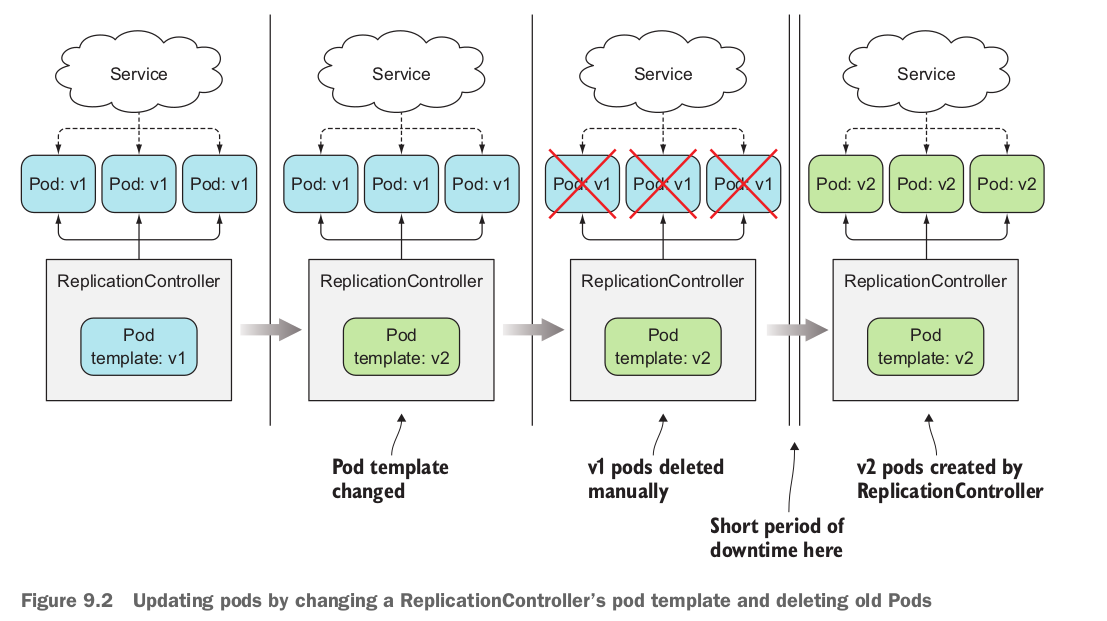 Service
Service
Service
Service
Pod: v1
Pod: v1
Pod: v1
Pod: v1
Pod: v1
Pod: v1
Pod: v1
Pod: v1
Pod: v1
Pod: v2
Pod: v2
Pod: v2
ReplicationController
Pod
template: v1
ReplicationController
Pod
template: v2
ReplicationController
Pod
template: v2
ReplicationController
Pod
template: v2
Pod template
changed
v1 pods deleted
manually
Short period of
downtime here
v2 pods created by
ReplicationController
Figure 9.2 Updating pods by changing a ReplicationController’s pod template and deleting old Pods